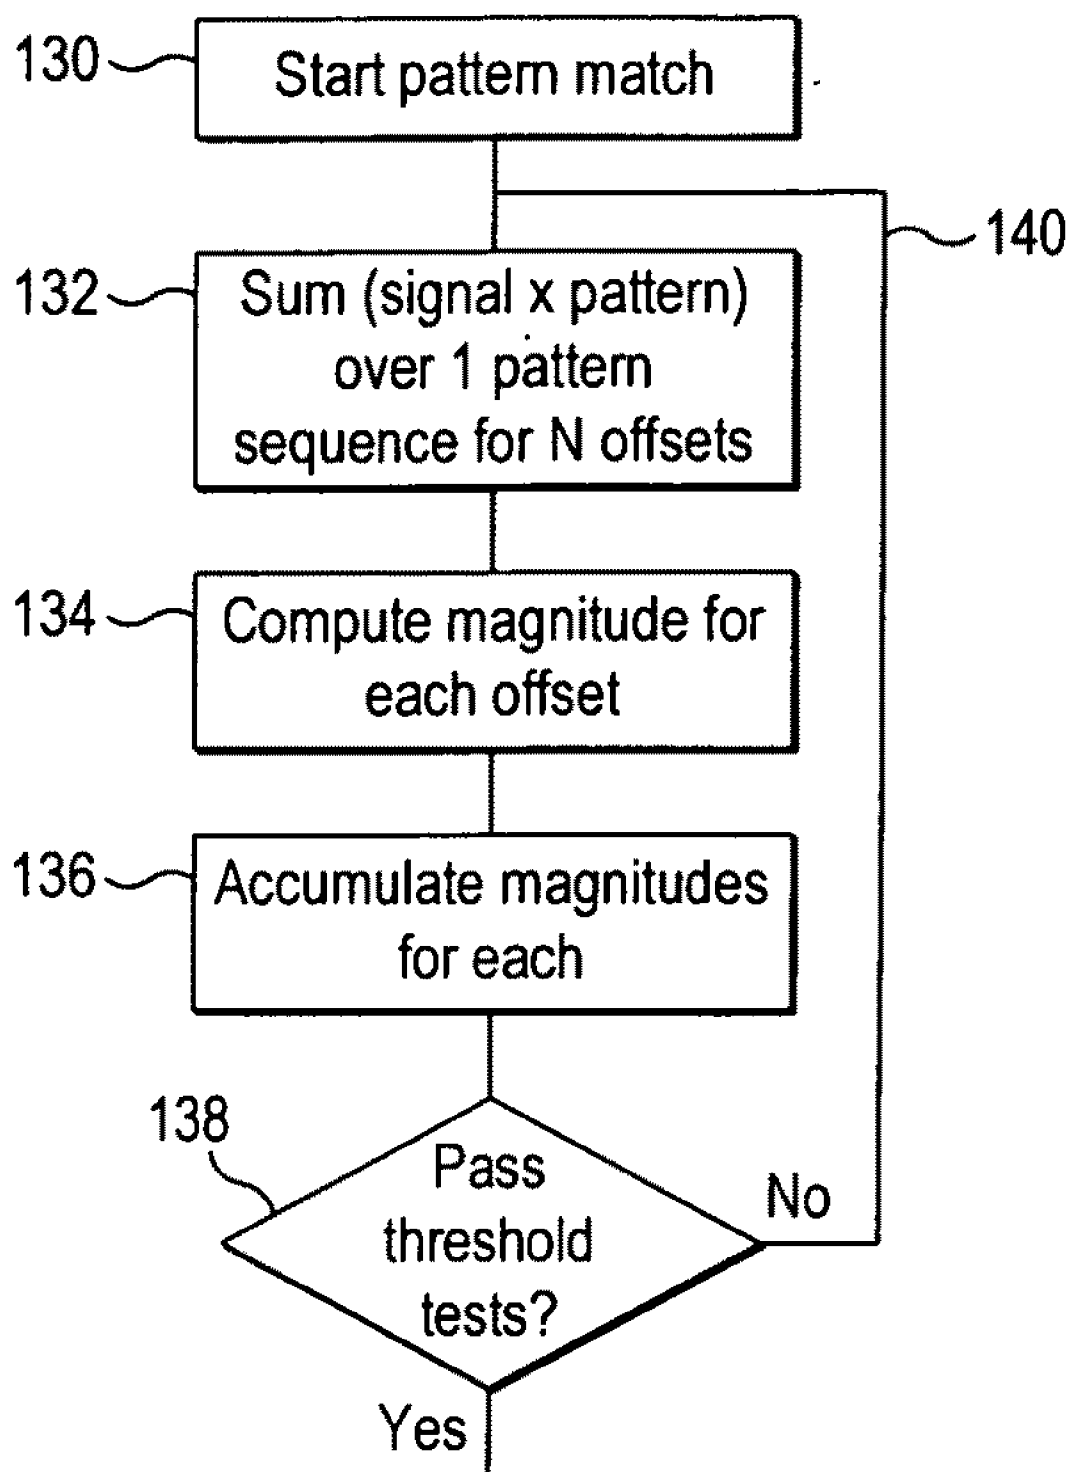 130
Start pattern match
140
132
Sum (signal x pattern)
over 1 pattern
sequence for N offsets
134
Compute magnitude for
each offset
136
Accumulate magnitudes
for each
138
Pass
threshold
tests?
No
Yes